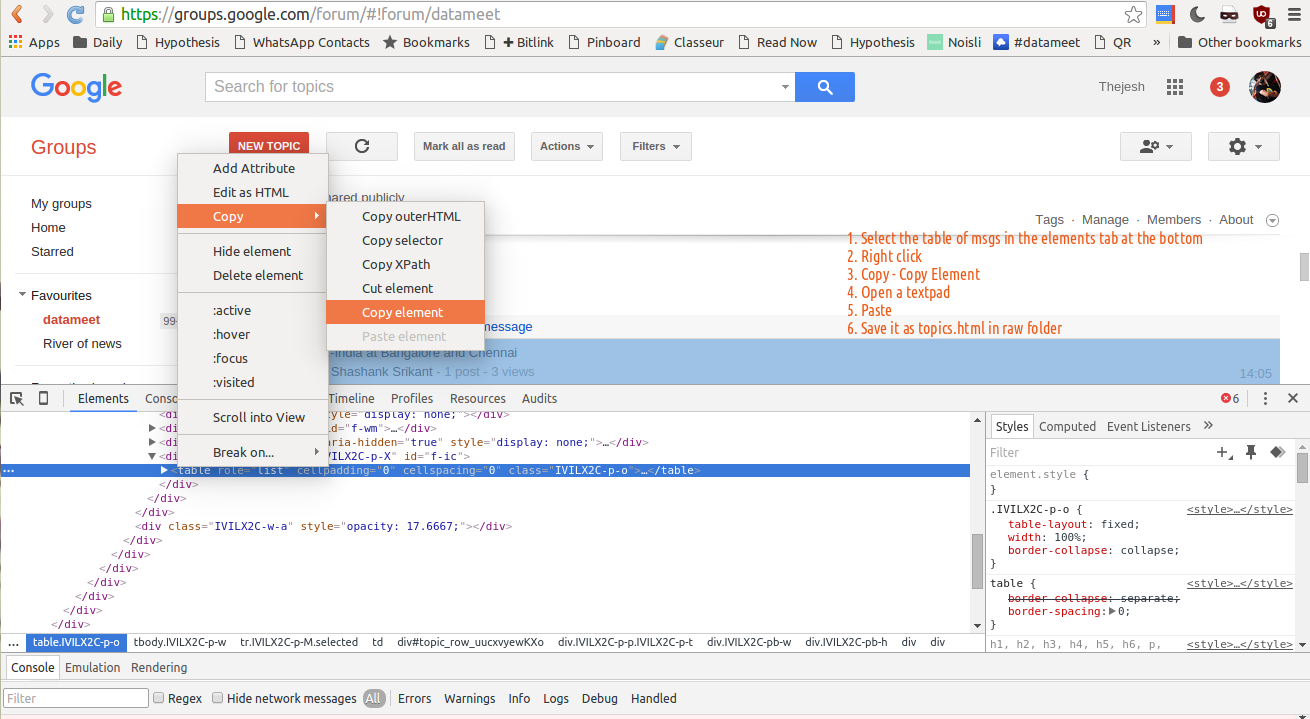 https://groups.google.com/forum/#!forum/datameet
6
Apps Daily Hypothesis WhatsApp Contacts Bookmarks + Bitlink Pinboard Classeur Read Now Hypothesis Noisli #datameet QR » Other bookmarks
Google
Search for topics
Thejesh
3
Groups
NEW TOPIC
Mark all as read
Actions
Filters
My groups
Home
Starred
Favourites
datameet
99+
River of news
Add Attribute
Edit as HTML
Copy
Hide element
Delete element
:active
:hover
:focus
:visited
Scroll into View
Break on...
Copy outerHTML
Copy selector
Copy XPath
Cut element
Copy element
Paste element
ared publicly
Tags · Manage · Members · About
1. Select the table of msgs in the elements tab at the bottom
2. Right click
3. Copy - Copy Element
4. Open a textpad
5. Paste
6. Save it as topics.html in raw folder
message
-India at Bangalore and Chennai
Shashank Srikant - 1 post - 3 views
14:05
Elements Conso Timeline Profiles Resources Audits
6
<di tyle="display: none;"></div>
<di d="f-wm">…</div>
<di aria-hidden="true" style="display: none;">…</div>
<di IVILX2C-p-X" id="f-ic">
... <table role="list" cellpadding="0" cellspacing="0" class="IVILX2C-p-o">…</table>
</div>
</div>
</div>
<div class="IVILX2C-w-a" style="opacity: 17.6667;"></div>
</div>
</div>
</div>
</div>
</div>
</div>
</div>
... table.IVILX2C-p-o tbody.IVILX2C-p-w tr.IVILX2C-p-M.selected td div#topic_row_uucxvyewKXo div.IVILX2C-p-p.IVILX2C-p-t div.IVILX2C-pb-w div.IVILX2C-pb-h div div
Styles Computed Event Listeners »
Filter
element.style {
}
.IVILX2C-p-o { <style>…</style>
table-layout: fixed;
width: 100%;
border-collapse: collapse;
}
table { <style>…</style>
border-collapse: separate;
border-spacing: 0;
}
h1, h2, h3, h4, h5, h6, p, <style>…</style>
Console Emulation Rendering
Filter Regex Hide network messages All Errors Warnings Info Logs Debug Handled